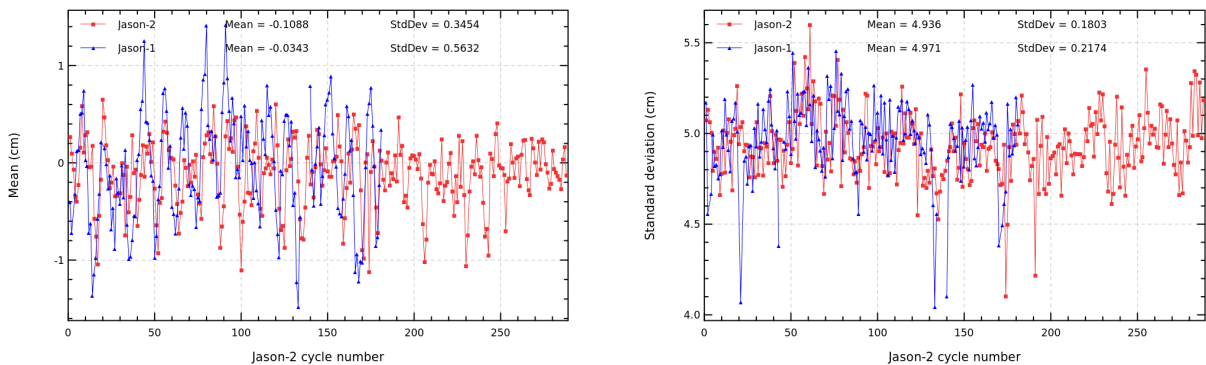 Jason-2 Mean = -0.1088 StdDev = 0.3454
Jason-1 Mean = -0.0343 StdDev = 0.5632
Mean (cm)
1
0
-1
0 50 100 150 200 250
Jason-2 cycle number
Jason-2 Mean = 4.936 StdDev = 0.1803
Jason-1 Mean = 4.971 StdDev = 0.2174
Standard deviation (cm)
5.5
5.0
4.5
4.0
0 50 100 150 200 250
Jason-2 cycle number